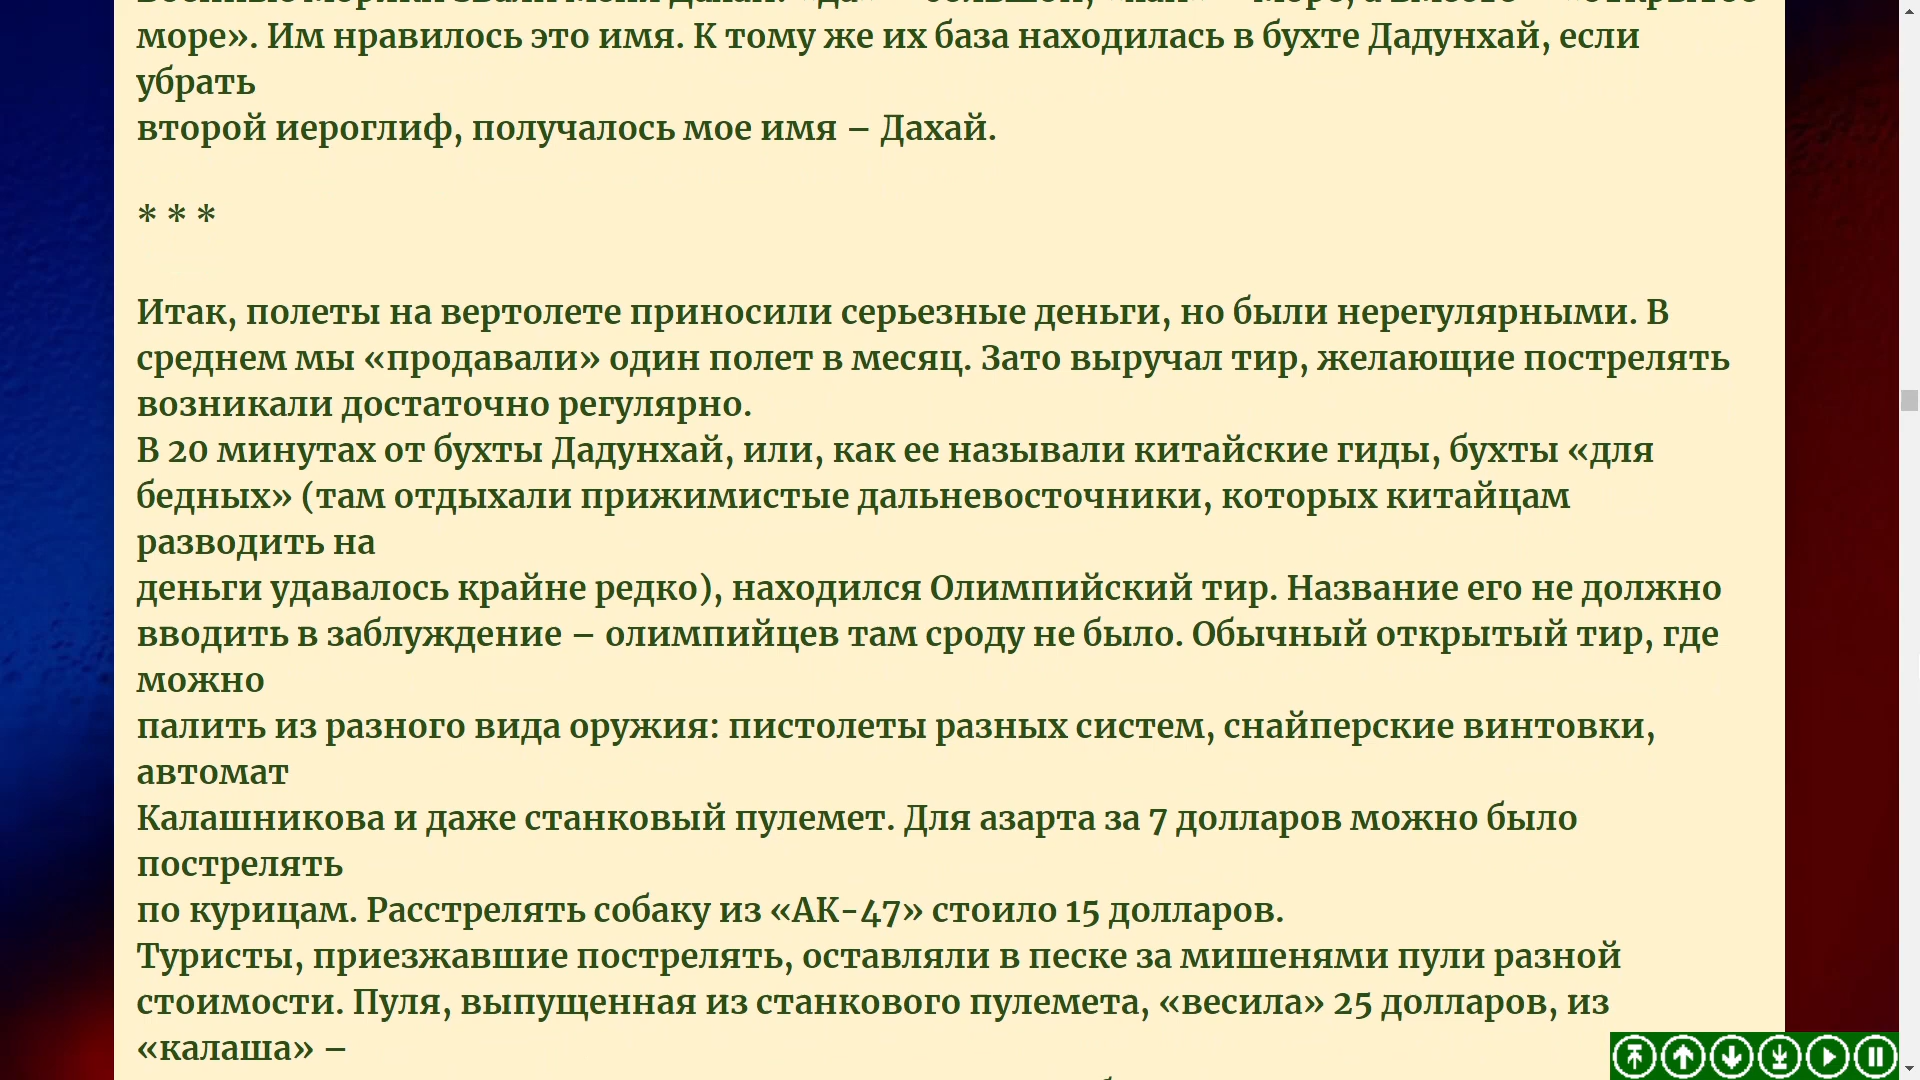 море». Им нравилось это имя. К тому же их база находилась в бухте Дадунхай, если
убрать
второй иероглиф, получалось мое имя – Дахай.
* * *
Итак, полеты на вертолете приносили серьезные деньги, но были нерегулярными. В
среднем мы «продавали» один полет в месяц. Зато выручал тир, желающие пострелять
возникали достаточно регулярно.
В 20 минутах от бухты Дадунхай, или, как ее называли китайские гиды, бухты «для
бедных» (там отдыхали прижимистые дальневосточники, которых китайцам
разводить на
деньги удавалось крайне редко), находился Олимпийский тир. Название его не должно
вводить в заблуждение – олимпийцев там сроду не было. Обычный открытый тир, где
можно
палить из разного вида оружия: пистолеты разных систем, снайперские винтовки,
автомат
Калашникова и даже станковый пулемет. Для азарта за 7 долларов можно было
пострелять
по курицам. Расстрелять собаку из «АК-47» стоило 15 долларов.
Туристы, приезжавшие пострелять, оставляли в песке за мишенями пули разной
стоимости. Пуля, выпущенная из станкового пулемета, «весила» 25 долларов, из
«калаша» –